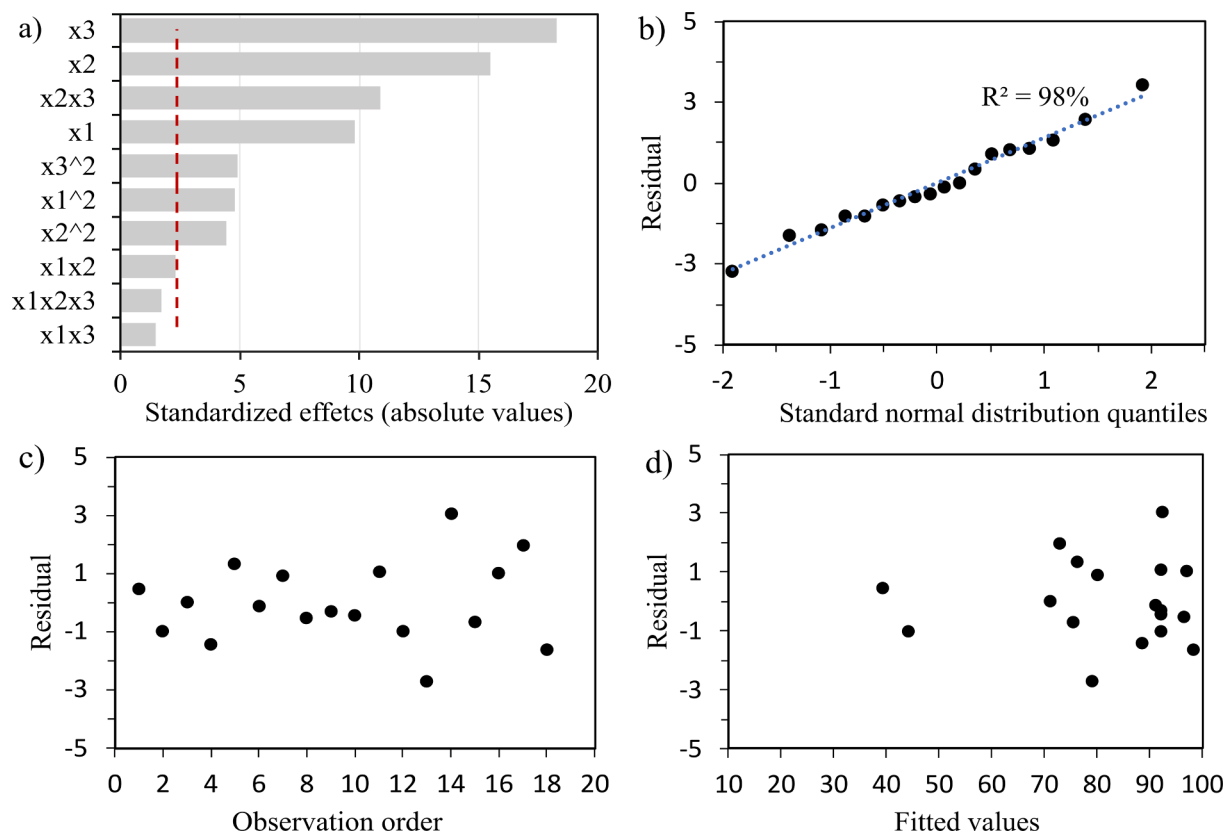 a)
x3
x2
x2x3
x1
x3^2
x1^2
x2^2
x1x2
x1x2x3
x1x3
0 5 10 15 20
Standardized effetcs (absolute values)
b)
Residual
5
3
0
-3
-5
R² = 98%
-2 -1 0 1 2
Standard normal distribution quantiles
c)
Residual
5
3
1
-1
-3
-5
0 2 4 6 8 10 12 14 16 18 20
Observation order
d)
Residual
5
3
1
-1
-3
-5
10 20 30 40 50 60 70 80 90 100
Fitted values